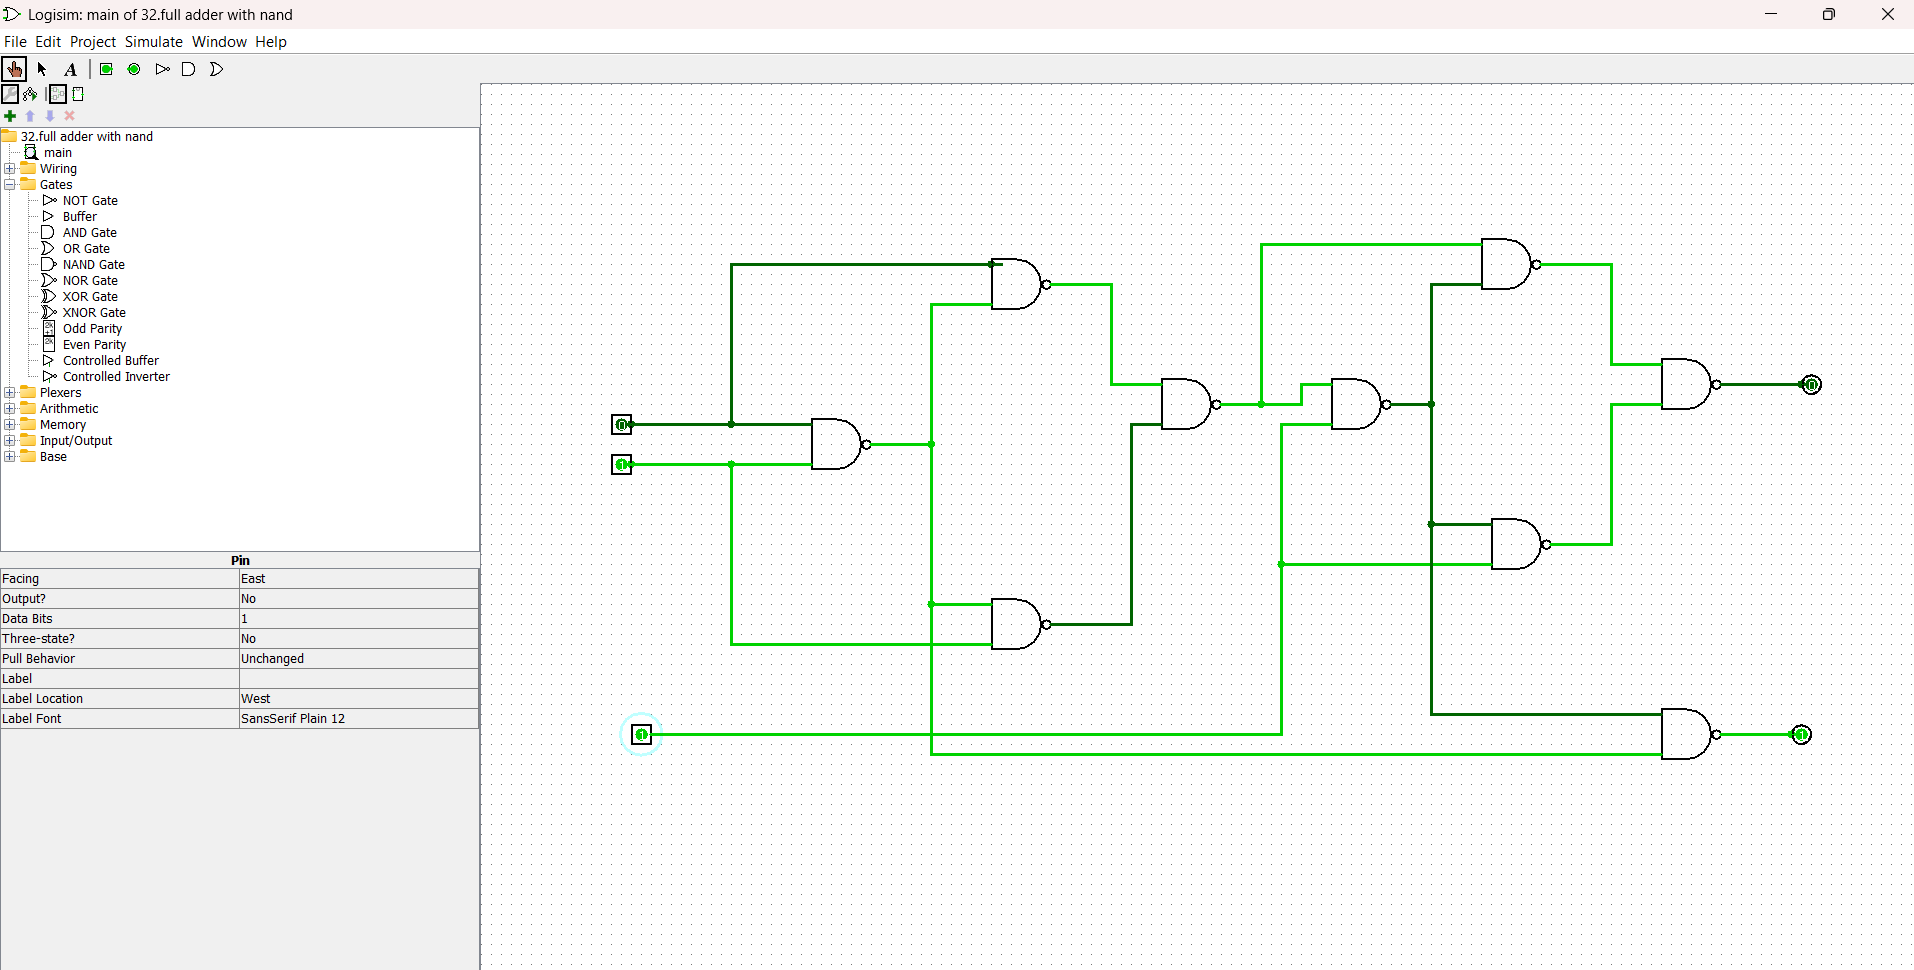 Logisim: main of 32.full adder with nand
File Edit Project Simulate Window Help
A
32.full adder with nand
main
Wiring
Gates
NOT Gate
Buffer
AND Gate
OR Gate
NAND Gate
NOR Gate
XOR Gate
XNOR Gate
Odd Parity
Even Parity
Controlled Buffer
Controlled Inverter
Plexers
Arithmetic
Memory
Input/Output
Base
Pin
Facing East
Output? No
Data Bits 1
Three-state? No
Pull Behavior Unchanged
Label
Label Location West
Label Font SansSerif Plain 12
0
1
1
0
1